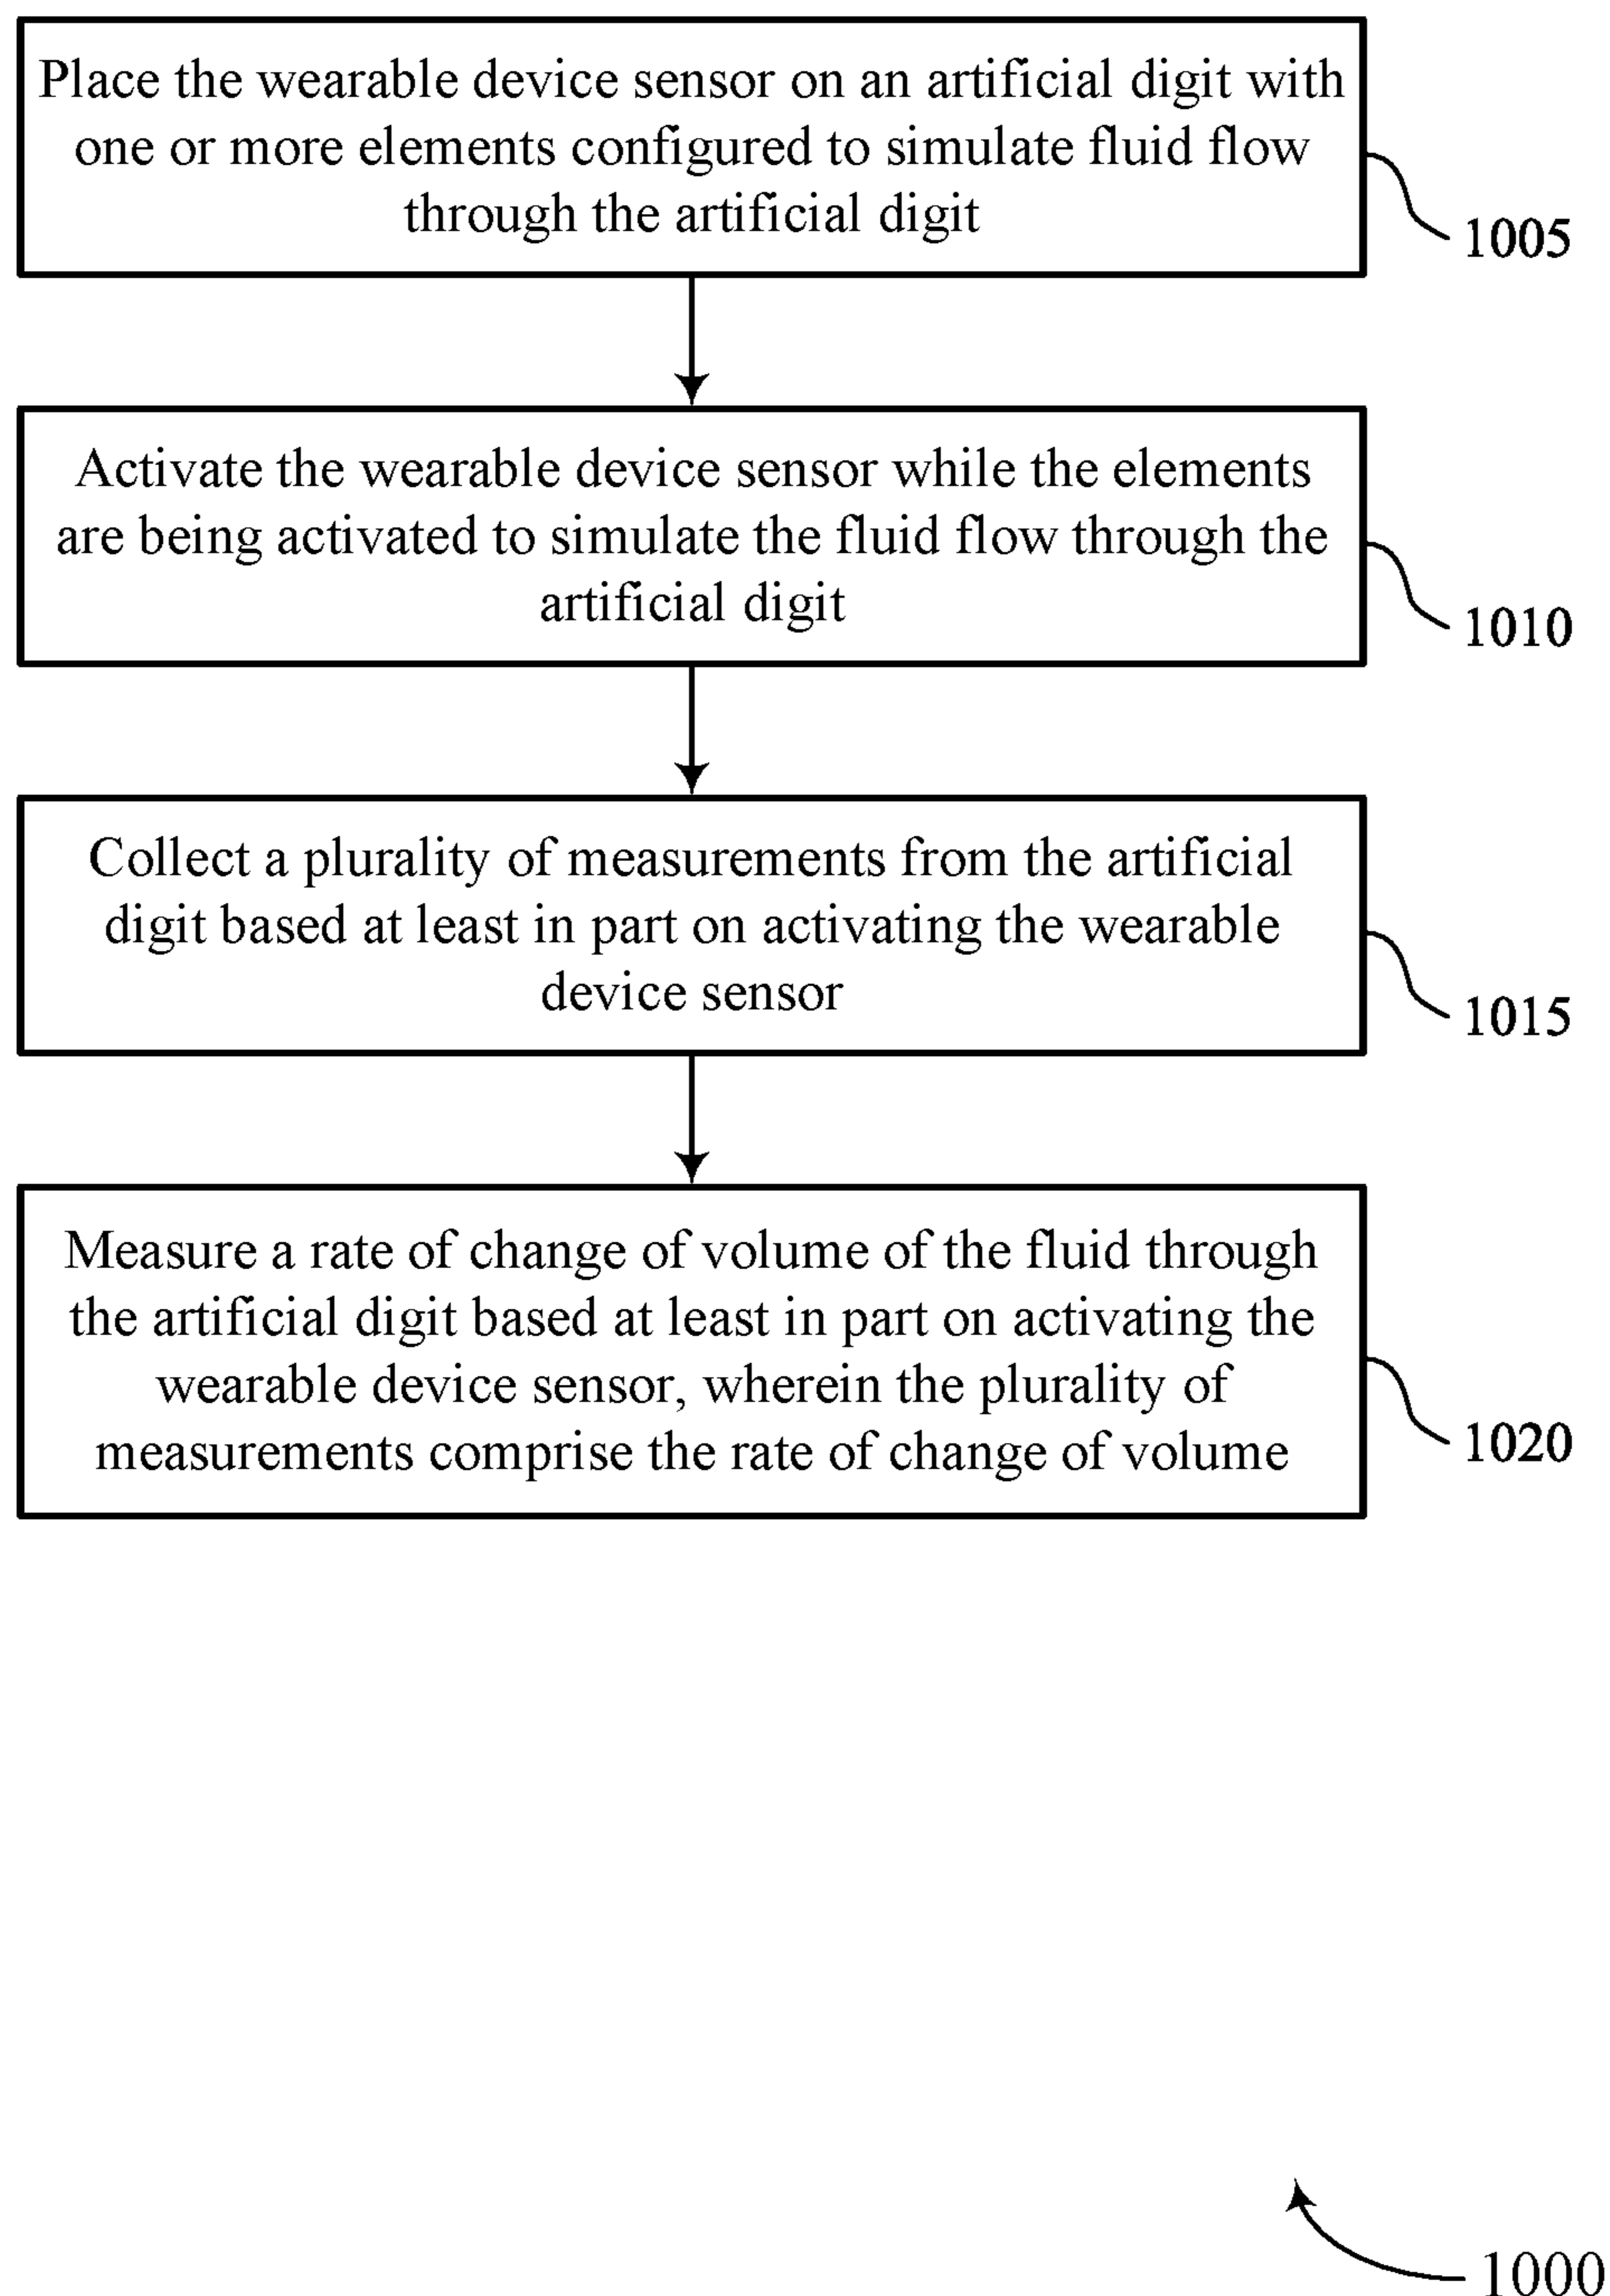 Place the wearable device sensor on an artificial digit with
one or more elements configured to simulate fluid flow
through the artificial digit
1005
Activate the wearable device sensor while the elements
are being activated to simulate the fluid flow through the
artificial digit
1010
Collect a plurality of measurements from the artificial
digit based at least in part on activating the wearable
device sensor
1015
Measure a rate of change of volume of the fluid through
the artificial digit based at least in part on activating the
wearable device sensor, wherein the plurality of
measurements comprise the rate of change of volume
1020
1000